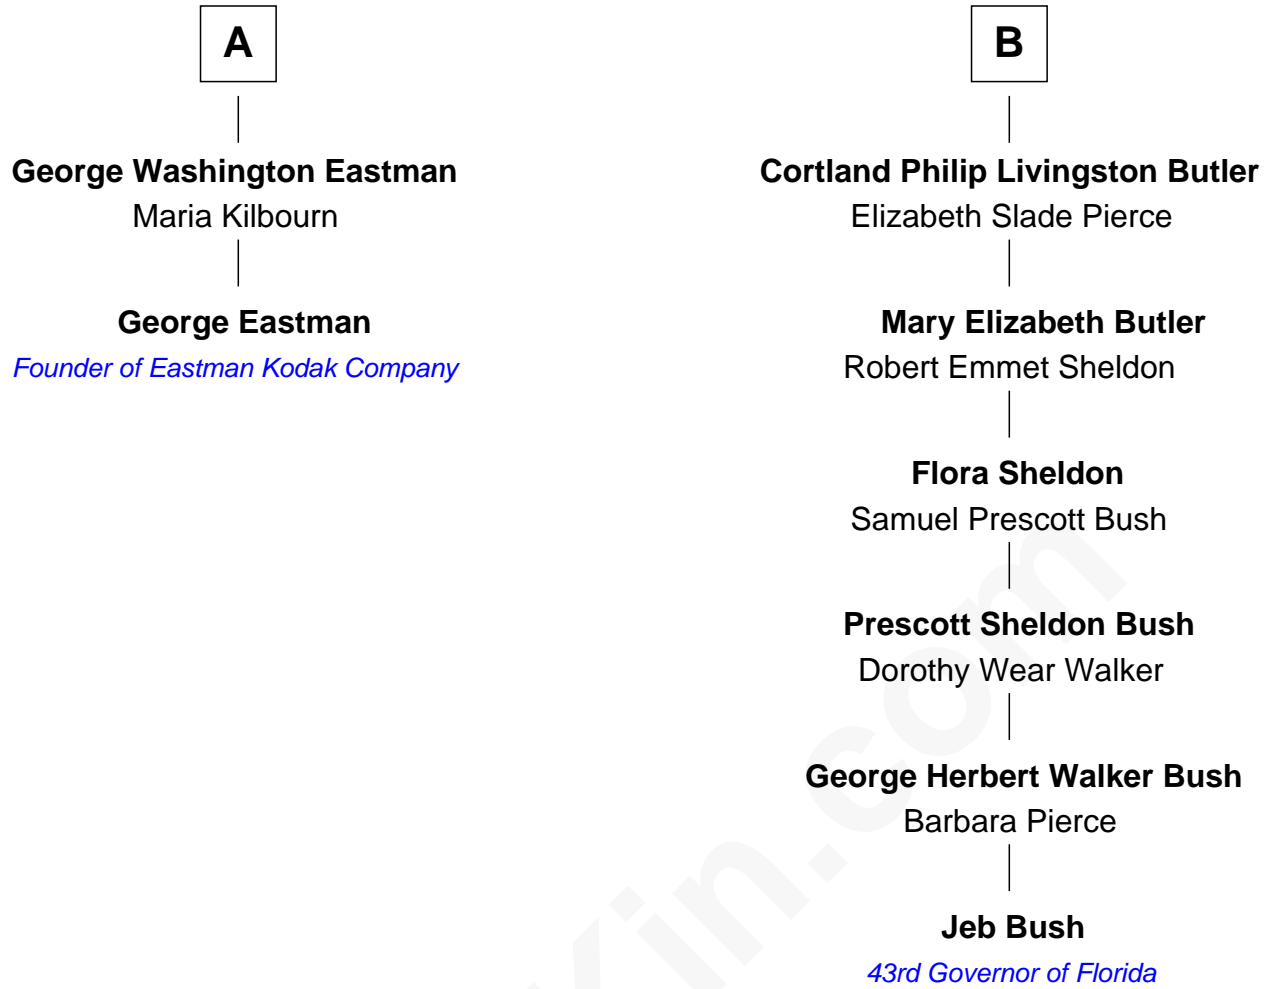 A
George Washington Eastman
Maria Kilbourn
George Eastman
Founder of Eastman Kodak Company
B
Cortland Philip Livingston Butler
Elizabeth Slade Pierce
Mary Elizabeth Butler
Robert Emmet Sheldon
Flora Sheldon
Samuel Prescott Bush
Prescott Sheldon Bush
Dorothy Wear Walker
George Herbert Walker Bush
Barbara Pierce
Jeb Bush
43rd Governor of Florida
Kin.com